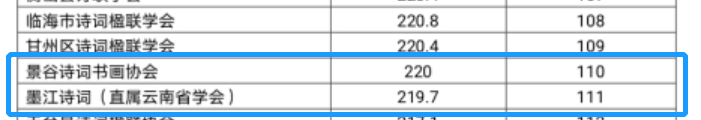 临海市诗词楹联学会 220.8 108
甘州区诗词楹联学会 220.4 109
景谷诗词书画协会 220 110
墨江诗词（直属云南省学会） 219.7 111